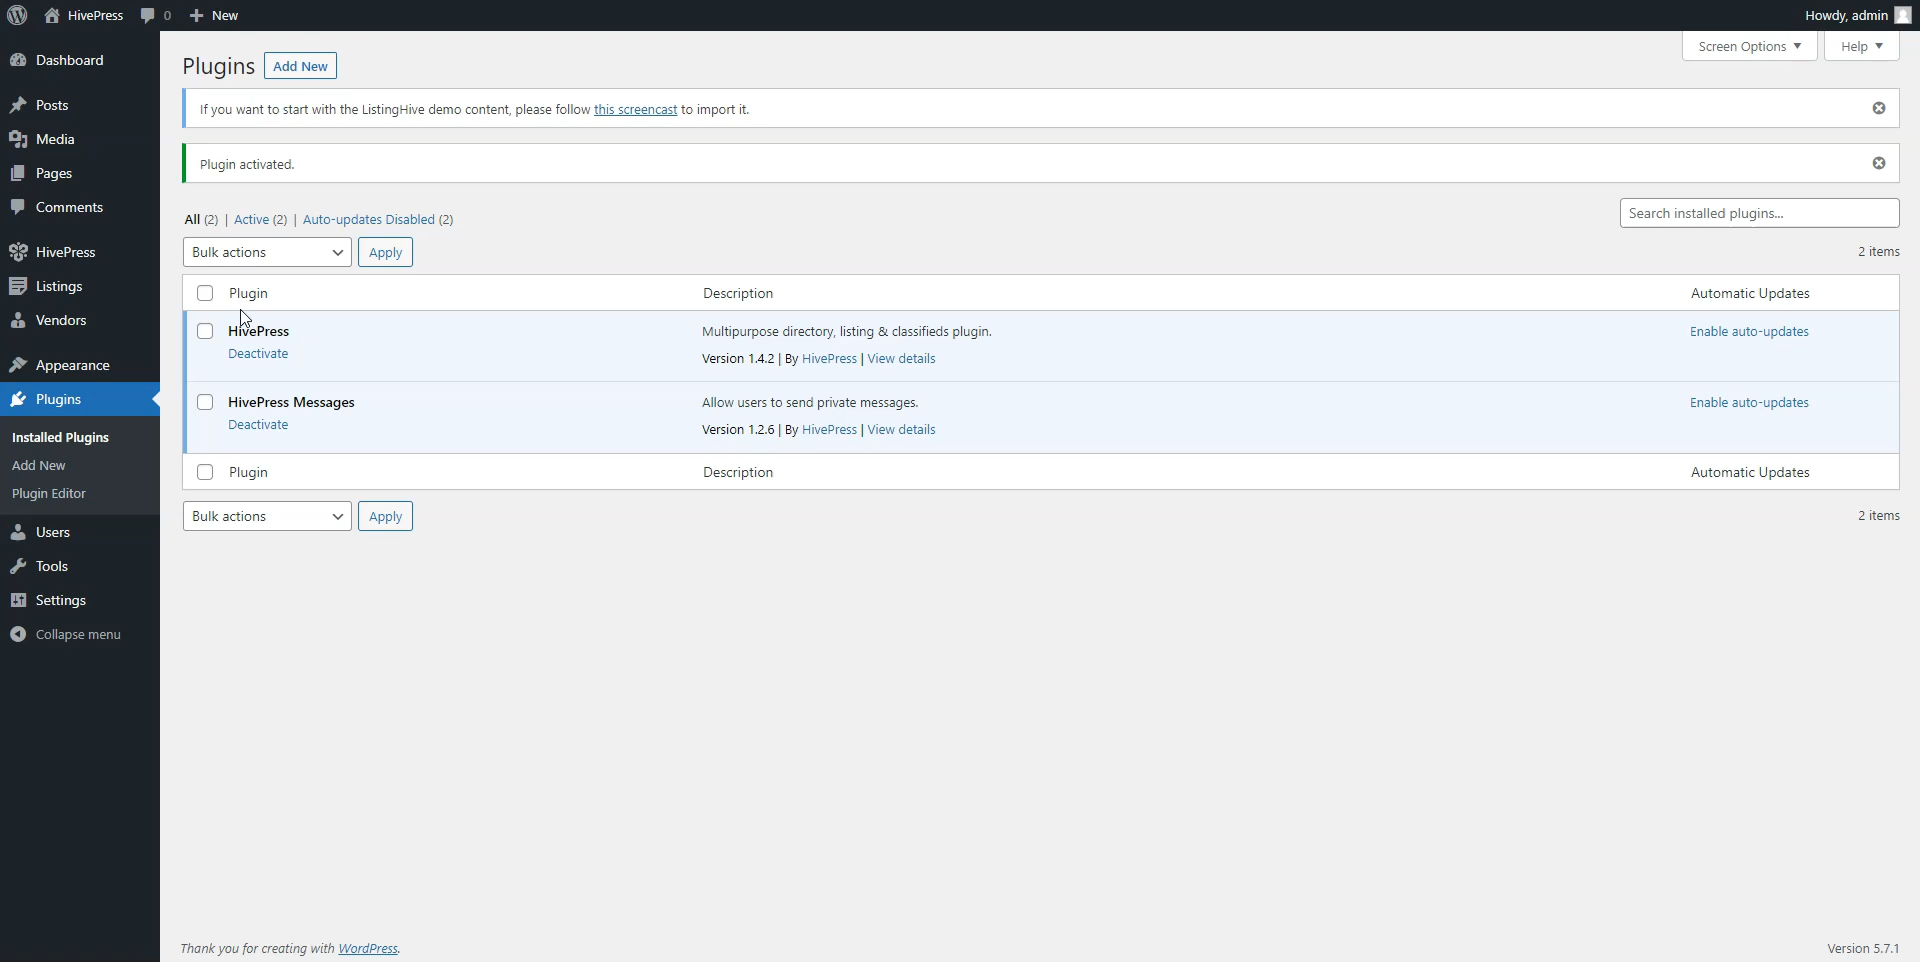 HivePress 0 New Howdy, admin
Screen Options Help
Dashboard
Posts
Media
Pages
Comments
HivePress
Listings
Vendors
Appearance
Plugins
Installed Plugins
Add New
Plugin Editor
Users
Tools
Settings
Collapse menu
Plugins Add New
If you want to start with the ListingHive demo content, please follow this screencast to import it.
Plugin activated.
All (2) | Active (2) | Auto-updates Disabled (2)
Search installed plugins...
Bulk actions Apply 2 items
Plugin Description Automatic Updates
HivePress Multipurpose directory, listing & classifieds plugin. Enable auto-updates
Deactivate Version 1.4.2 | By HivePress | View details
HivePress Messages Allow users to send private messages. Enable auto-updates
Deactivate Version 1.2.6 | By HivePress | View details
Plugin Description Automatic Updates
Bulk actions Apply 2 items
Thank you for creating with WordPress. Version 5.7.1